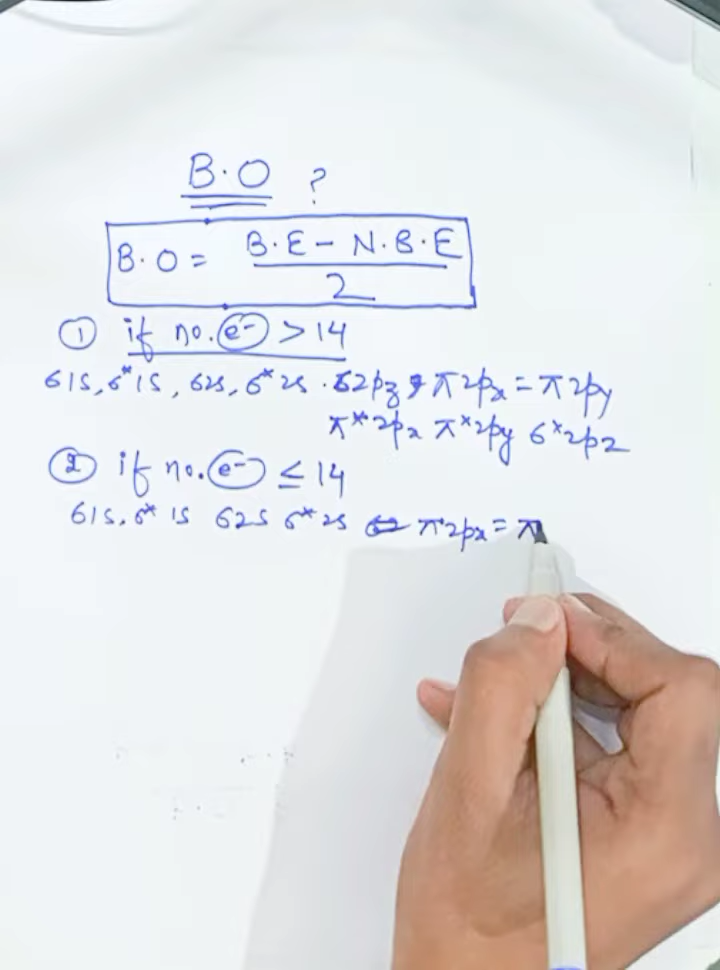 B.O ?
B.O = B.E - N.B.E / 2
① if no. e- > 14
σ1s, σ*1s, σ2s, σ*2s . σ2pz π2px = π2py
π*2px π*2py σ*2pz
② if no. e- ≤ 14
σ1s, σ*1s σ2s σ*2s π2px = π